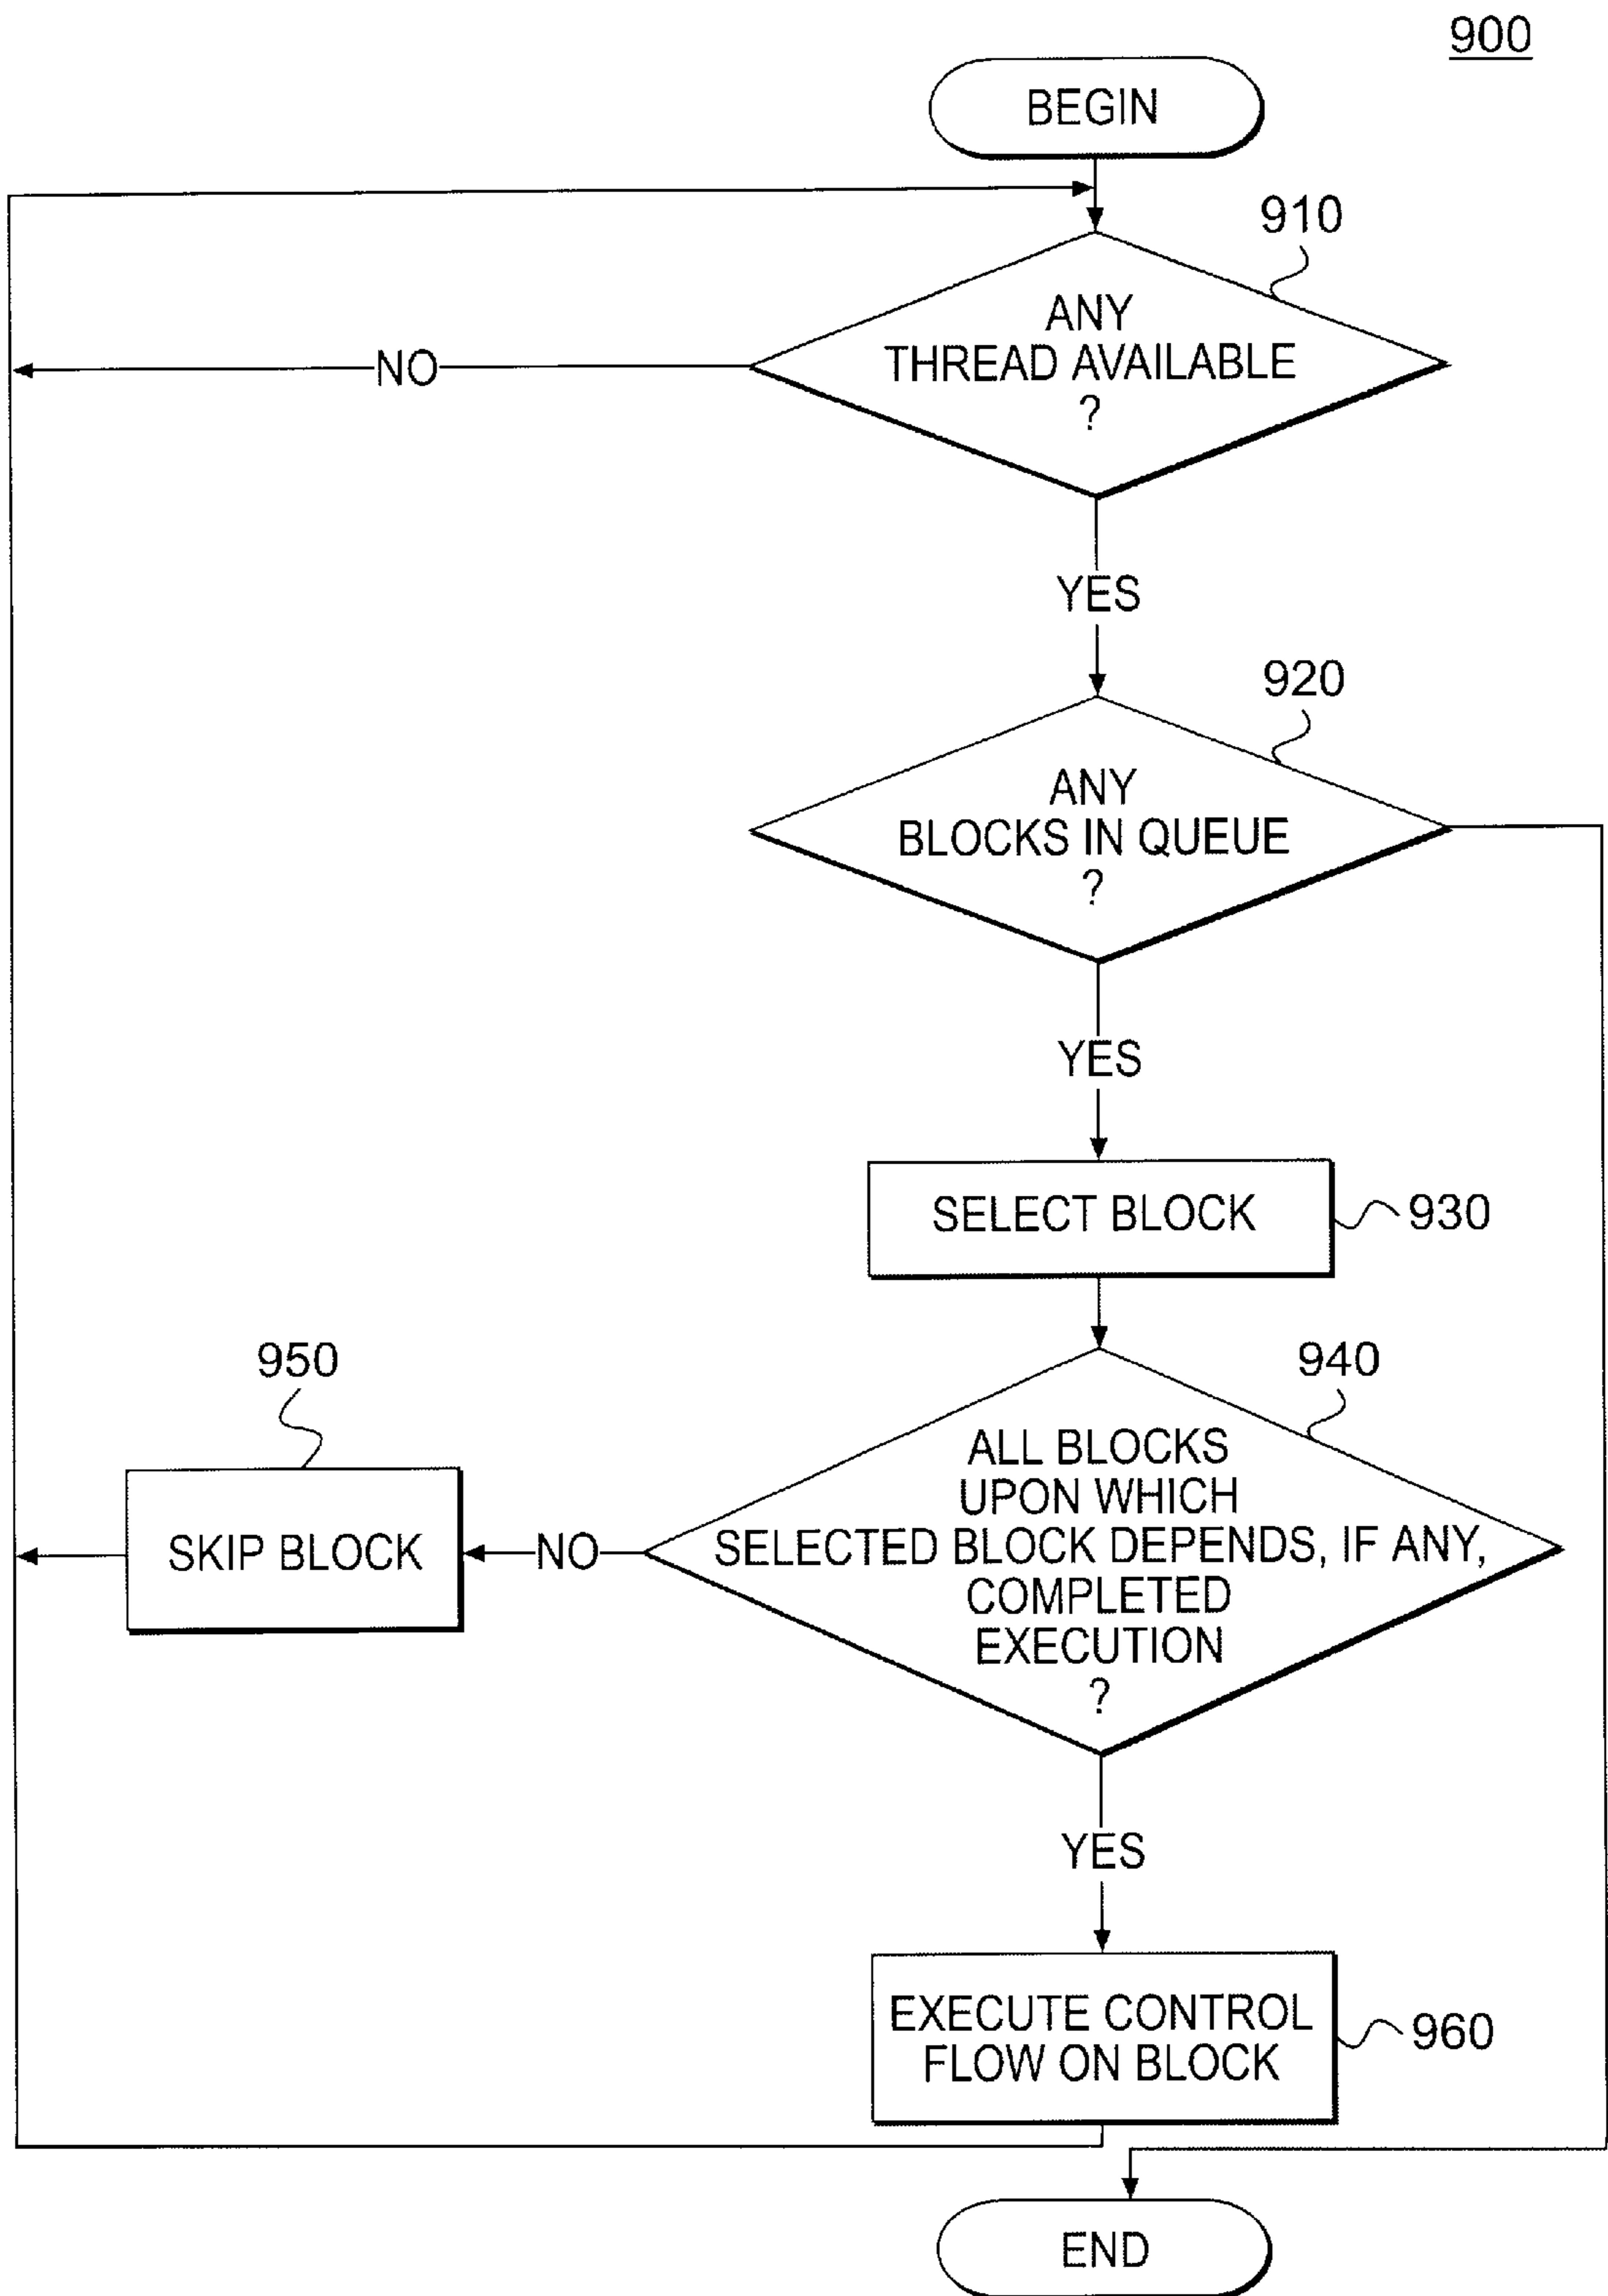 900
BEGIN
910
ANY
THREAD AVAILABLE
?
NO
YES
920
ANY
BLOCKS IN QUEUE
?
YES
SELECT BLOCK
930
940
ALL BLOCKS
UPON WHICH
SELECTED BLOCK DEPENDS, IF ANY,
COMPLETED
EXECUTION
?
950
SKIP BLOCK
NO
YES
EXECUTE CONTROL
FLOW ON BLOCK
960
END